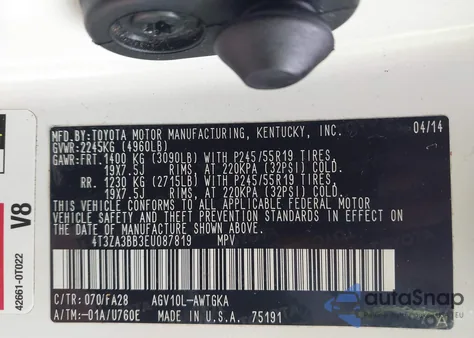 MFD.BY:TOYOTA MOTOR MANUFACTURING, KENTUCKY, INC. 04/14
GVWR:2245KG (4960LB)
GAWR:FRT.1400 KG (3090LB) WITH P245/55R19 TIRES,
19X7.5J RIMS, AT 220KPA (32PSI) COLD.
RR. 1230 KG (2715LB) WITH P245/55R19 TIRES,
19X7.5J RIMS, AT 220KPA (32PSI) COLD.
THIS VEHICLE CONFORMS TO ALL APPLICABLE FEDERAL MOTOR
VEHICLE SAFETY AND THEFT PREVENTION STANDARDS IN EFFECT ON
THE DATE OF MANUFACTURE SHOWN ABOVE.
4T3ZA3BB3EU087819 MPV
C/TR: 070/FA28 AGV10L-AWTGKA
A/TM:-01A/U760E MADE IN U.S.A. 75191
V8
42661-0T022
autoSnap